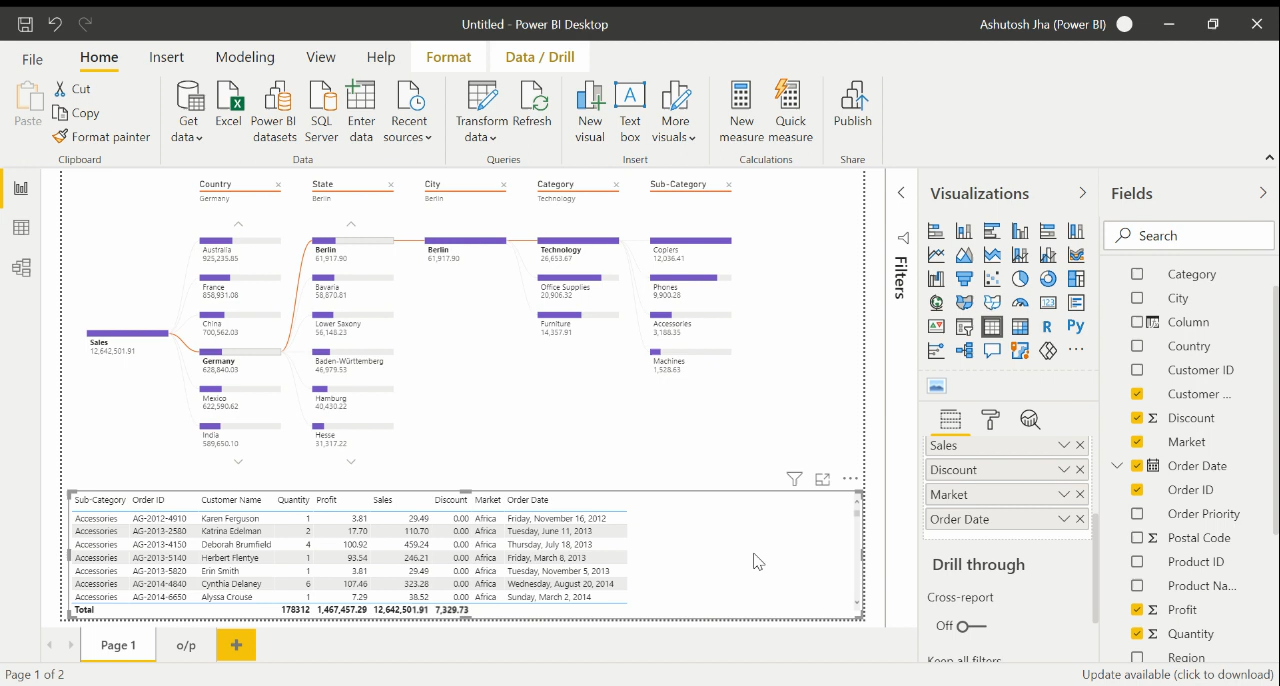 Untitled - Power BI Desktop
Ashutosh Jha (Power BI)
File Home Insert Modeling View Help Format Data / Drill
Paste
Cut
Copy
Format painter
Clipboard
Get data
Excel
Power BI datasets
SQL Server
Enter data
Recent sources
Data
Transform data
Refresh
Queries
New visual
Text box
More visuals
Insert
New measure
Quick measure
Calculations
Publish
Share
Country State City Category Sub-Category
Germany Berlin Berlin Technology
Sales
12,642,501.91
Australia
925,235.85
France
858,931.08
China
700,562.03
Germany
628,840.03
Mexico
622,590.62
India
589,650.10
Berlin
61,917.90
Bavaria
58,870.81
Lower Saxony
56,148.23
Baden-Württemberg
46,979.53
Hamburg
40,430.22
Hesse
31,317.22
Berlin
61,917.90
Technology
26,653.67
Office Supplies
20,906.32
Furniture
14,357.91
Copiers
12,036.41
Phones
9,900.28
Accessories
3,188.35
Machines
1,528.63
Sub-Category Order ID Customer Name Quantity Profit Sales Discount Market Order Date
Accessories AG-2012-4910 Karen Ferguson 1 3.81 29.49 0.00 Africa Friday, November 16, 2012
Accessories AG-2013-2580 Katrina Edelman 2 17.70 110.70 0.00 Africa Tuesday, June 11, 2013
Accessories AG-2013-4150 Deborah Brumfield 4 100.92 459.24 0.00 Africa Thursday, July 18, 2013
Accessories AG-2013-5140 Herbert Flentye 1 93.54 246.21 0.00 Africa Friday, March 8, 2013
Accessories AG-2013-5820 Erin Smith 1 3.81 29.49 0.00 Africa Tuesday, November 5, 2013
Accessories AG-2014-4840 Cynthia Delaney 6 107.46 323.28 0.00 Africa Wednesday, August 20, 2014
Accessories AG-2014-6650 Alyssa Crouse 1 7.29 38.52 0.00 Africa Sunday, March 2, 2014
Total 178312 1,467,457.29 12,642,501.91 7,329.73
Filters
Visualizations
R Py
123
Sales
Discount
Market
Order Date
Drill through
Cross-report
Off
Keep all filters
Fields
Search
Category
City
Column
Country
Customer ID
Customer ...
Discount
Market
Order Date
Order ID
Order Priority
Postal Code
Product ID
Product Na...
Profit
Quantity
Region
Page 1
o/p
Page 1 of 2
Update available (click to download)